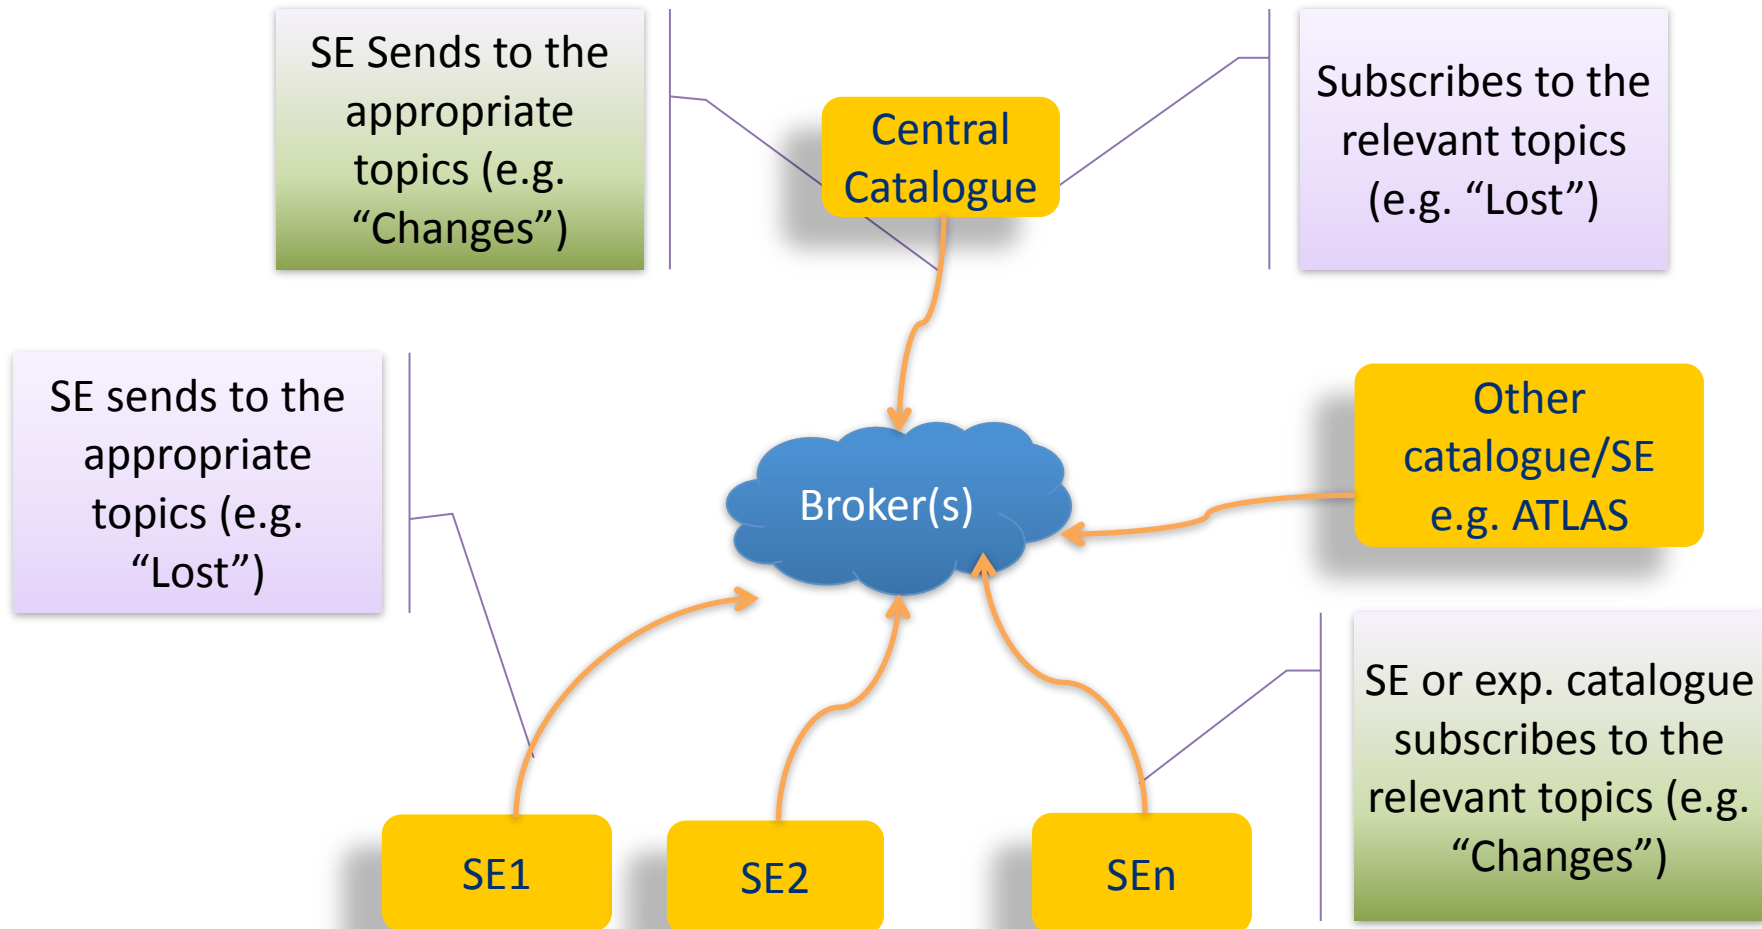 SE Sends to the
appropriate
topics (e.g.
“Changes”)
Central
Catalogue
Subscribes to the
relevant topics
(e.g. “Lost”)
SE sends to the
appropriate
topics (e.g.
“Lost”)
Broker(s)
Other
catalogue/SE
e.g. ATLAS
SE or exp. catalogue
subscribes to the
relevant topics (e.g.
“Changes”)
SE1
SE2
SEn